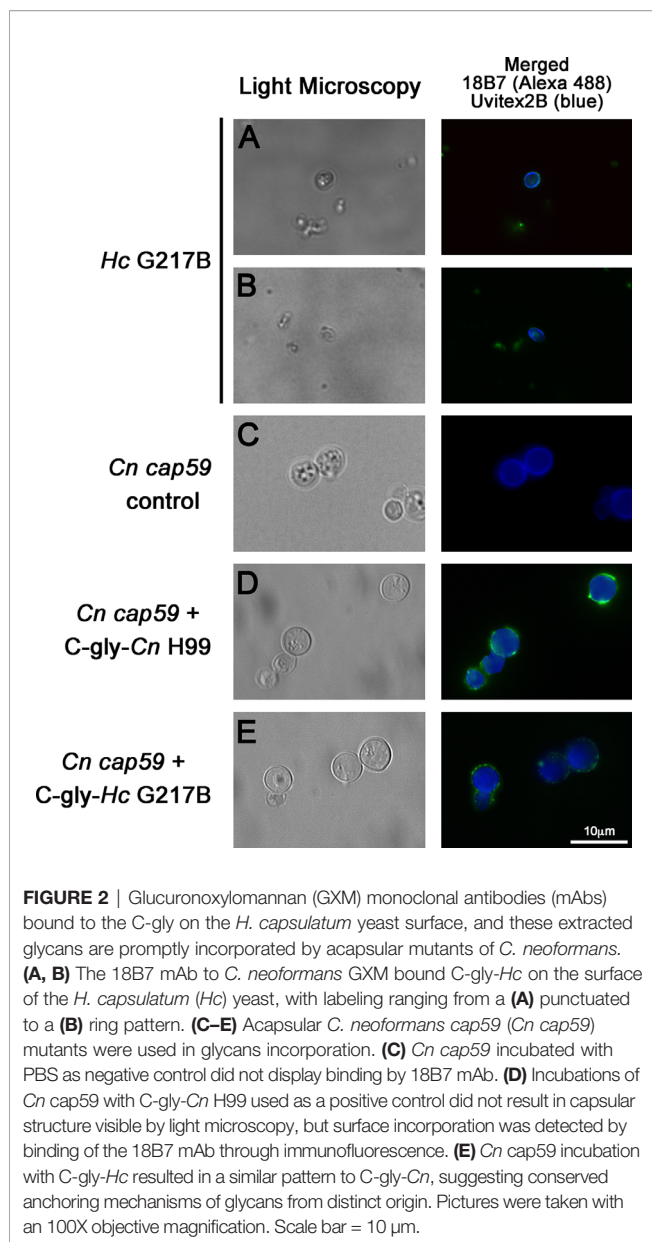 Light Microscopy
Merged
18B7 (Alexa 488)
Uvitex2B (blue)
Hc G217B
A
B
Cn cap59
control
C
Cn cap59 +
C-gly-Cn H99
D
Cn cap59 +
C-gly-Hc G217B
E
10μm
FIGURE 2 | Glucuronoxylomannan (GXM) monoclonal antibodies (mAbs)
bound to the C-gly on the H. capsulatum yeast surface, and these extracted
glycans are promptly incorporated by acapsular mutants of C. neoformans.
(A, B) The 18B7 mAb to C. neoformans GXM bound C-gly-Hc on the surface
of the H. capsulatum (Hc) yeast, with labeling ranging from a (A) punctuated
to a (B) ring pattern. (C–E) Acapsular C. neoformans cap59 (Cn cap59)
mutants were used in glycans incorporation. (C) Cn cap59 incubated with
PBS as negative control did not display binding by 18B7 mAb. (D) Incubations of
Cn cap59 with C-gly-Cn H99 used as a positive control did not result in capsular
structure visible by light microscopy, but surface incorporation was detected by
binding of the 18B7 mAb through immunofluorescence. (E) Cn cap59 incubation
with C-gly-Hc resulted in a similar pattern to C-gly-Cn, suggesting conserved
anchoring mechanisms of glycans from distinct origin. Pictures were taken with
an 100X objective magnification. Scale bar = 10 μm.